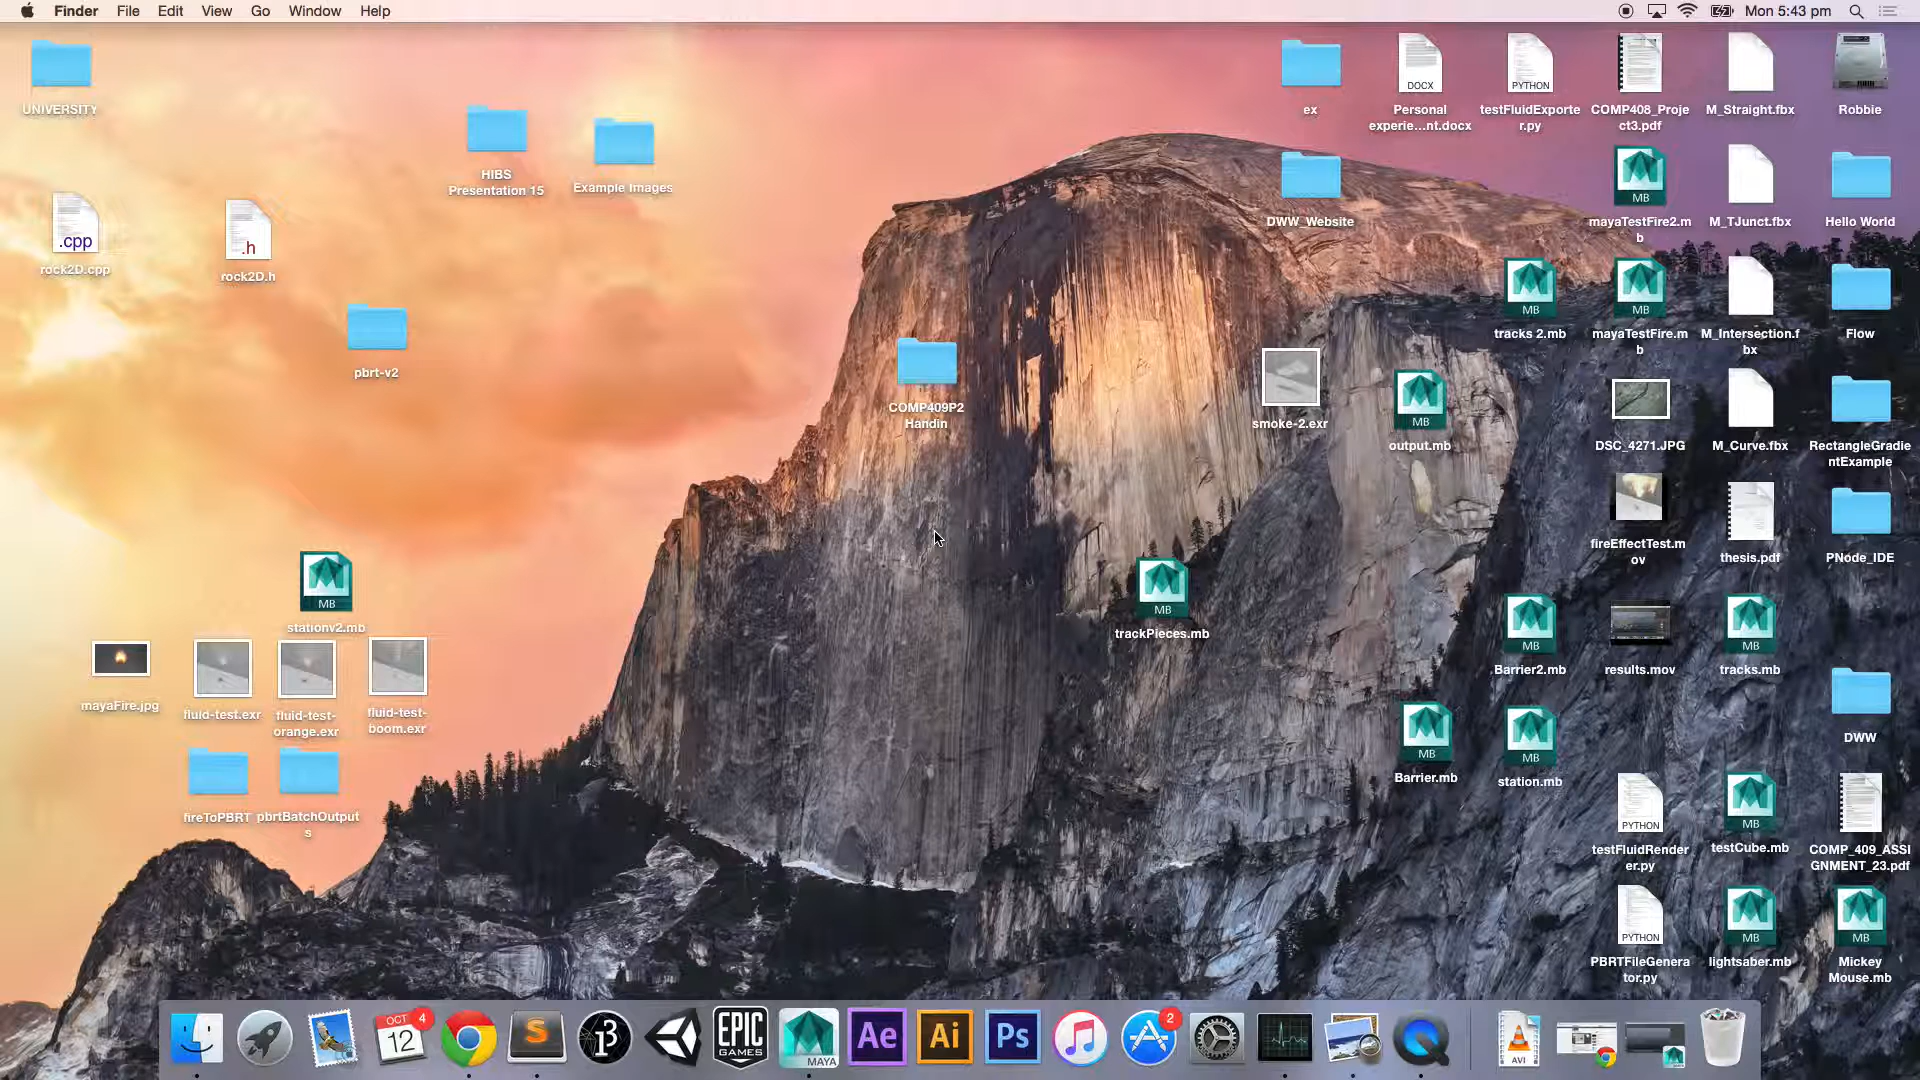 Finder File Edit View Go Window Help
Mon 5:43 pm
UNIVERSITY
HIBS
Presentation 15
Example Images
ex
DOCX
Personal
experie...nt.docx
PYTHON
testFluidExporte
r.py
COMP408_Proje
ct3.pdf
M_Straight.fbx
Robbie
.cpp
rock2D.cpp
.h
rock2D.h
DWW_Website
MB
mayaTestFire2.m
b
M_TJunct.fbx
Hello World
pbrt-v2
MB
tracks 2.mb
MB
mayaTestFire.m
b
M_Intersection.f
bx
Flow
COMP409P2
Handin
smoke-2.exr
MB
output.mb
DSC_4271.JPG
M_Curve.fbx
RectangleGradie
ntExample
fireEffectTest.m
ov
thesis.pdf
PNode_IDE
MB
stationv2.mb
MB
trackPieces.mb
MB
Barrier2.mb
results.mov
MB
tracks.mb
mayaFire.jpg
fluid-test.exr
fluid-test-
orange.exr
fluid-test-
boom.exr
DWW
MB
Barrier.mb
MB
station.mb
fireToPBRT
pbrtBatchOutput
s
PYTHON
testFluidRender
er.py
MB
testCube.mb
COMP_409_ASSI
GNMENT_23.pdf
PYTHON
PBRTFileGenera
tor.py
MB
lightsaber.mb
MB
Mickey
Mouse.mb
OCT
12
4
S
EPIC
GAMES
MAYA
Ae
Ai
Ps
2
AVI